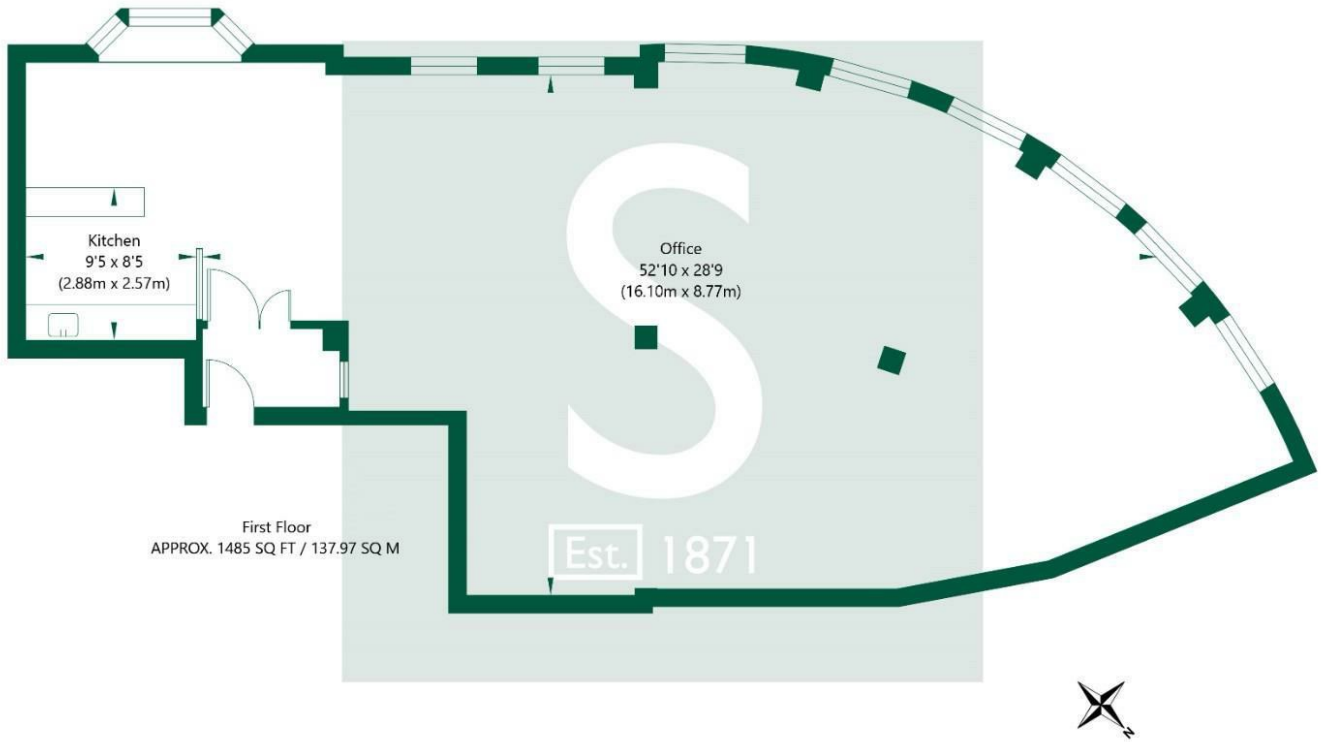 Kitchen
9'5 x 8'5
(2.88m x 2.57m)
Office
52'10 x 28'9
(16.10m x 8.77m)
S
First Floor
APPROX. 1485 SQ FT / 137.97 SQ M
Est. 1871
N